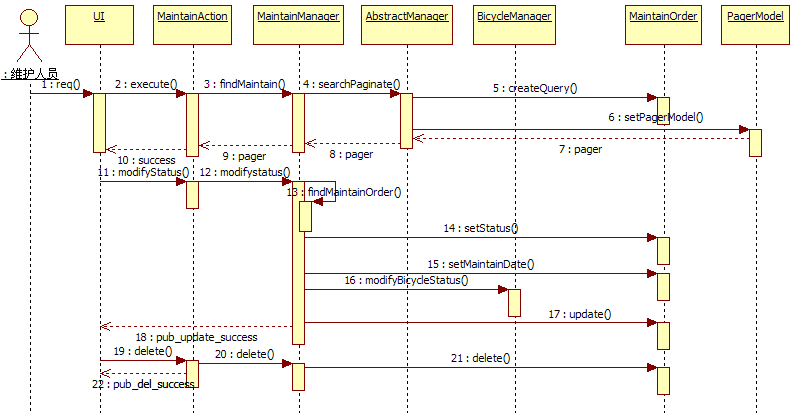 UI
MaintainAction
MaintainManager
AbstractManager
BicycleManager
MaintainOrder
PagerModel
: 维护人员
1 : req()
2 : execute()
3 : findMaintain()
4 : searchPaginate()
5 : createQuery()
6 : setPagerModel()
7 : pager
8 : pager
9 : pager
10 : success
11 : modifyStatus()
12 : modifystatus()
13 : findMaintainOrder()
14 : setStatus()
15 : setMaintainDate()
16 : modifyBicycleStatus()
17 : update()
18 : pub_update_success
19 : delete()
20 : delete()
21 : delete()
22 : pub_del_success